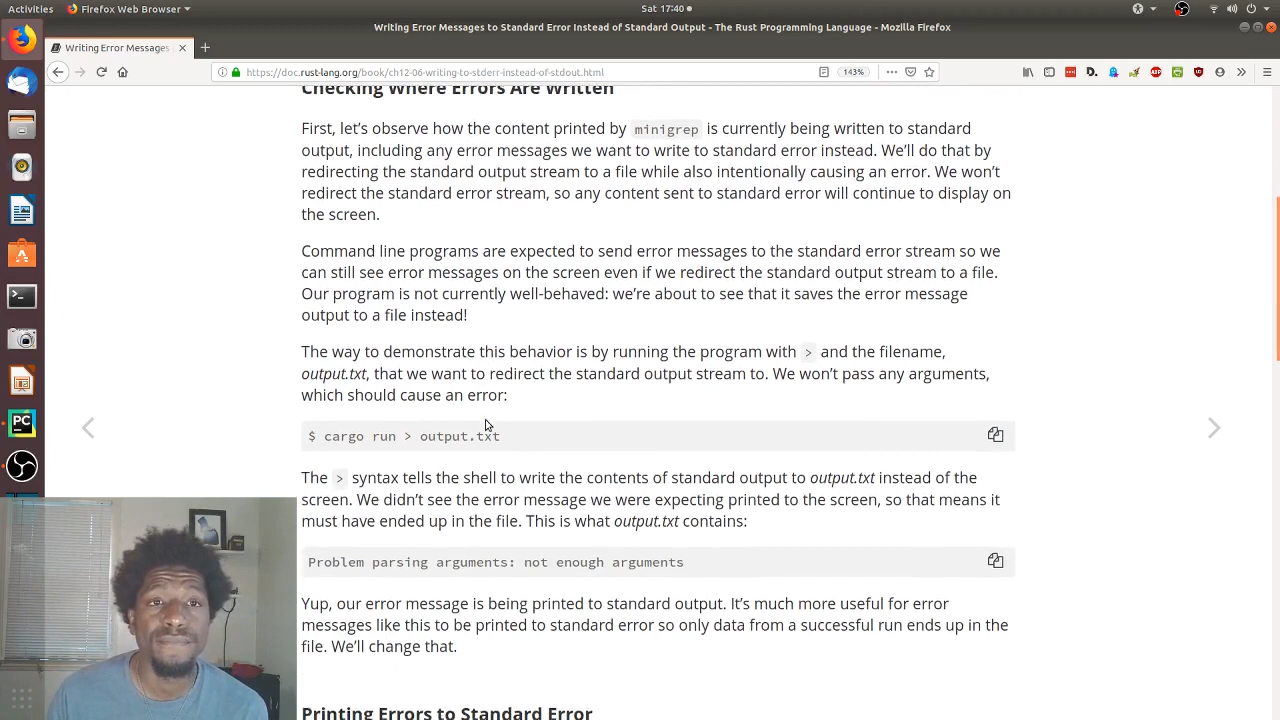 Activities
Firefox Web Browser
Sat 17:40
Writing Error Messages to Standard Error Instead of Standard Output - The Rust Programming Language - Mozilla Firefox
Writing Error Messages
https://doc.rust-lang.org/book/ch12-06-writing-to-stderr-instead-of-stdout.html
143%
Checking Where Errors Are Written
First, let’s observe how the content printed by minigrep is currently being written to standard
output, including any error messages we want to write to standard error instead. We’ll do that by
redirecting the standard output stream to a file while also intentionally causing an error. We won’t
redirect the standard error stream, so any content sent to standard error will continue to display on
the screen.
Command line programs are expected to send error messages to the standard error stream so we
can still see error messages on the screen even if we redirect the standard output stream to a file.
Our program is not currently well-behaved: we’re about to see that it saves the error message
output to a file instead!
The way to demonstrate this behavior is by running the program with > and the filename,
output.txt, that we want to redirect the standard output stream to. We won’t pass any arguments,
which should cause an error:
$ cargo run > output.txt
The > syntax tells the shell to write the contents of standard output to output.txt instead of the
screen. We didn’t see the error message we were expecting printed to the screen, so that means it
must have ended up in the file. This is what output.txt contains:
Problem parsing arguments: not enough arguments
Yup, our error message is being printed to standard output. It’s much more useful for error
messages like this to be printed to standard error so only data from a successful run ends up in the
file. We’ll change that.
Printing Errors to Standard Error